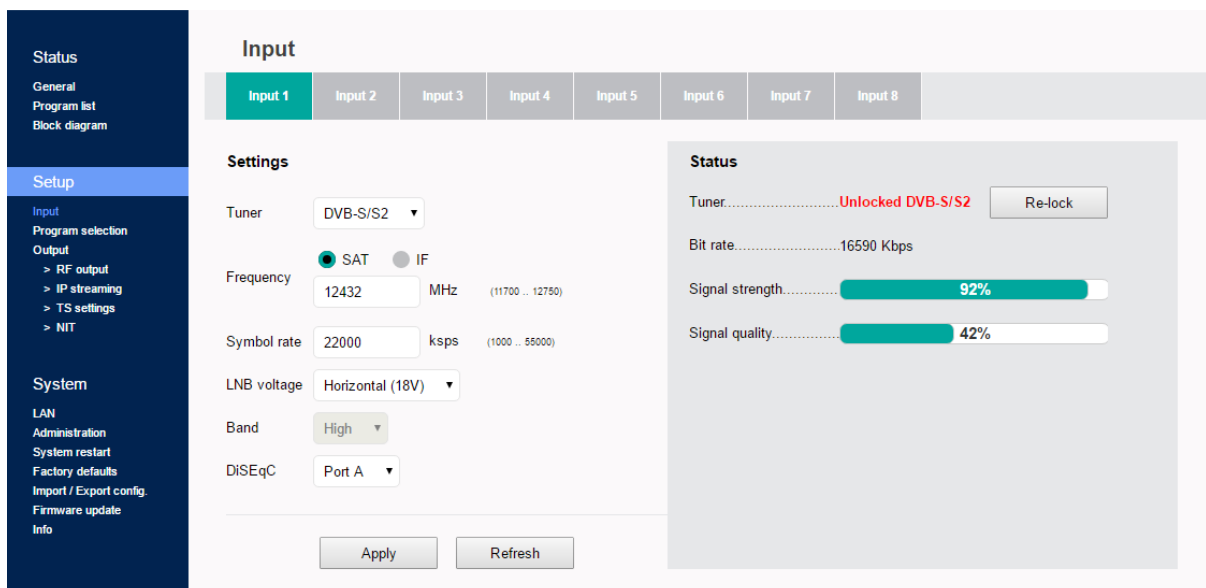 Status
General
Program list
Block diagram
Setup
Input
Program selection
Output
> RF output
> IP streaming
> TS settings
> NIT
System
LAN
Administration
System restart
Factory defaults
Import / Export config.
Firmware update
Info
Input
Input 1 Input 2 Input 3 Input 4 Input 5 Input 6 Input 7 Input 8
Settings
Tuner DVB-S/S2
SAT IF
Frequency 12432 MHz (11700 .. 12750)
Symbol rate 22000 ksps (1000 .. 55000)
LNB voltage Horizontal (18V)
Band High
DiSEqC Port A
Apply Refresh
Status
Tuner..........................Unlocked DVB-S/S2 Re-lock
Bit rate........................16590 Kbps
Signal strength.............92%
Signal quality................42%